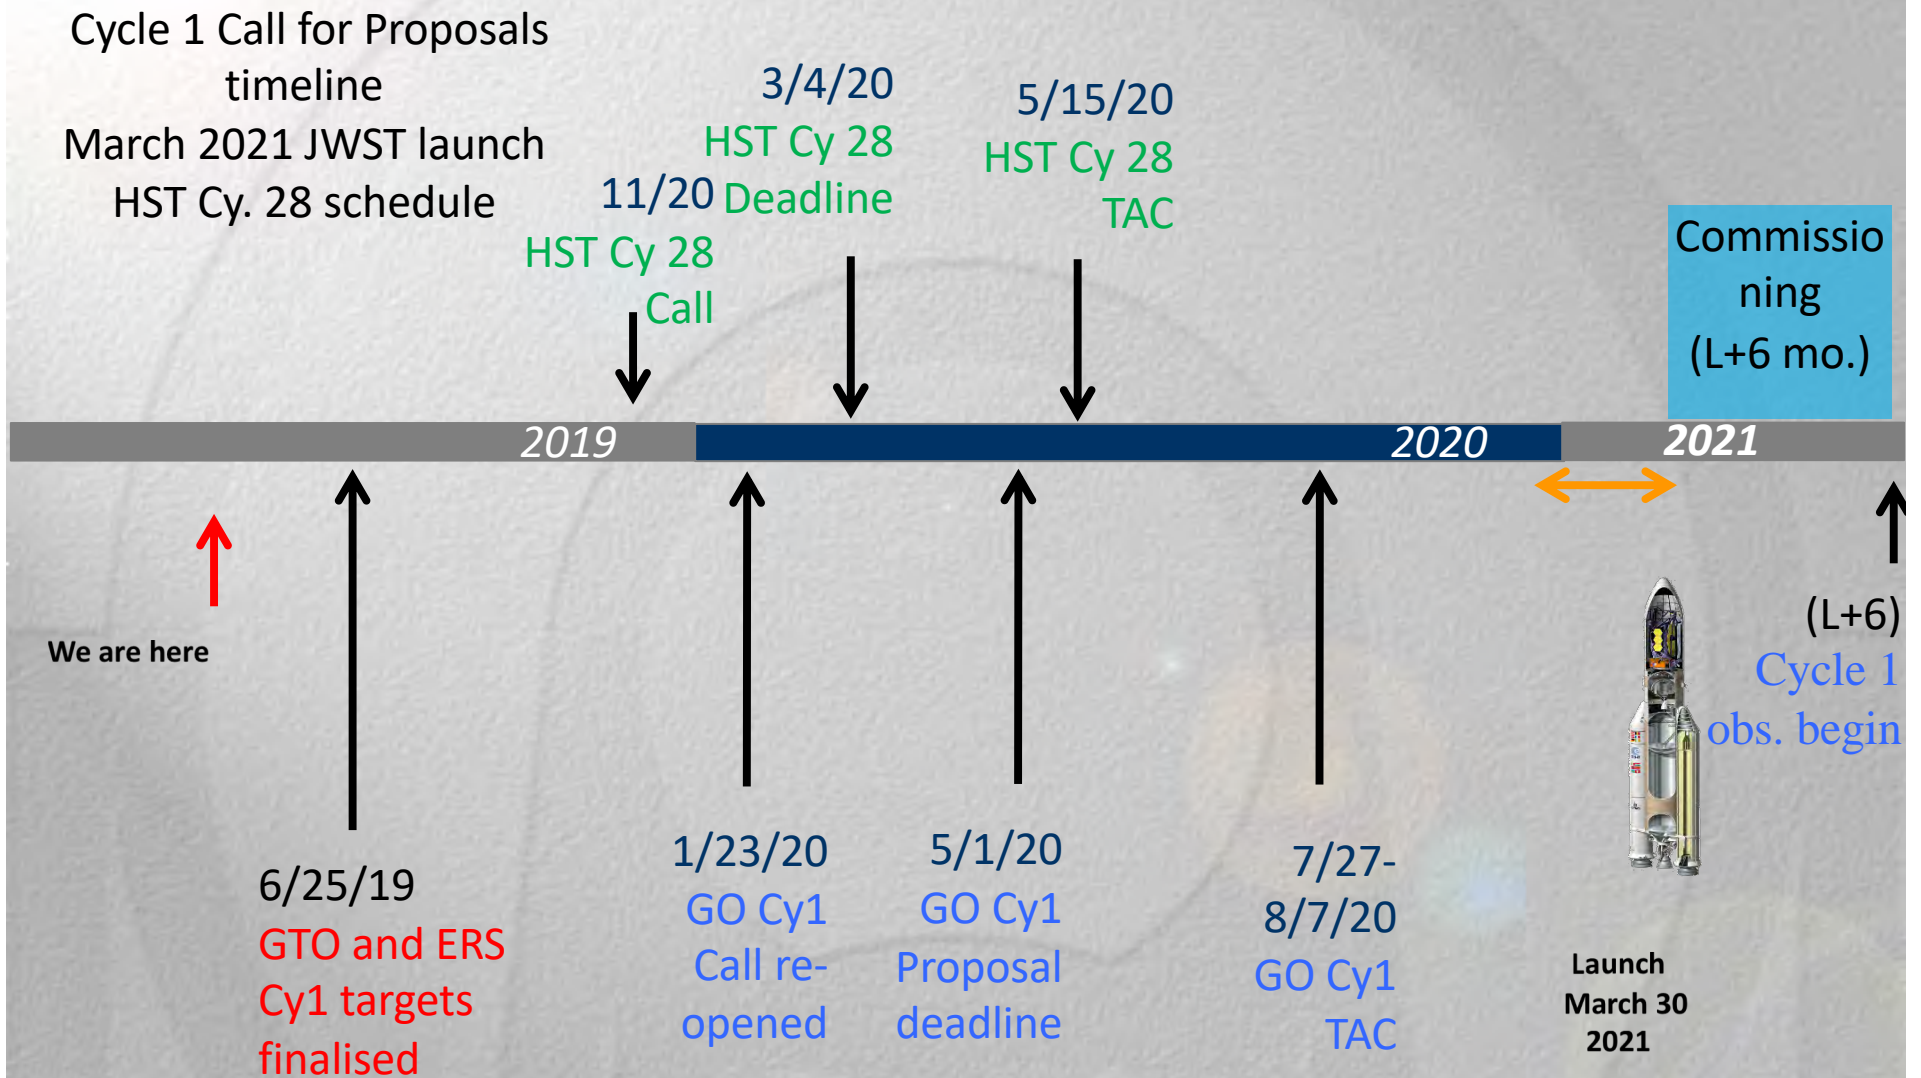 Cycle 1 Call for Proposals
timeline
March 2021 JWST launch
HST Cy. 28 schedule
11/20
HST Cy 28
Call
3/4/20
HST Cy 28
Deadline
5/15/20
HST Cy 28
TAC
Commissio
ning
(L+6 mo.)
2019
2020
2021
We are here
6/25/19
GTO and ERS
Cy1 targets
finalised
1/23/20
GO Cy1
Call re-
opened
5/1/20
GO Cy1
Proposal
deadline
7/27-
8/7/20
GO Cy1
TAC
Launch
March 30
2021
(L+6)
Cycle 1
obs. begin